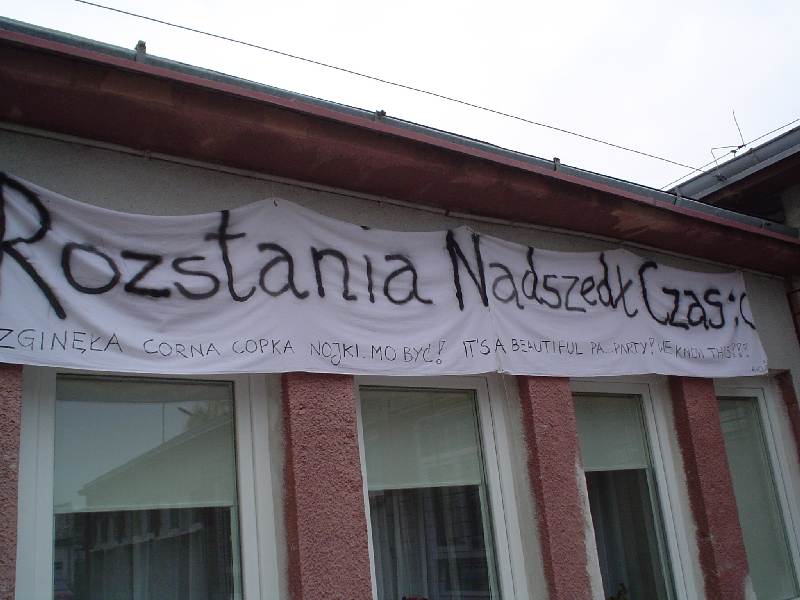 Rozstania Nadszedł Czas ;c
ZGINĘŁA CORNA COPKA NOJKI. MO BYĆ! IT'S A BEAUTIFUL PA...PARTY! WE KNOW THIS???